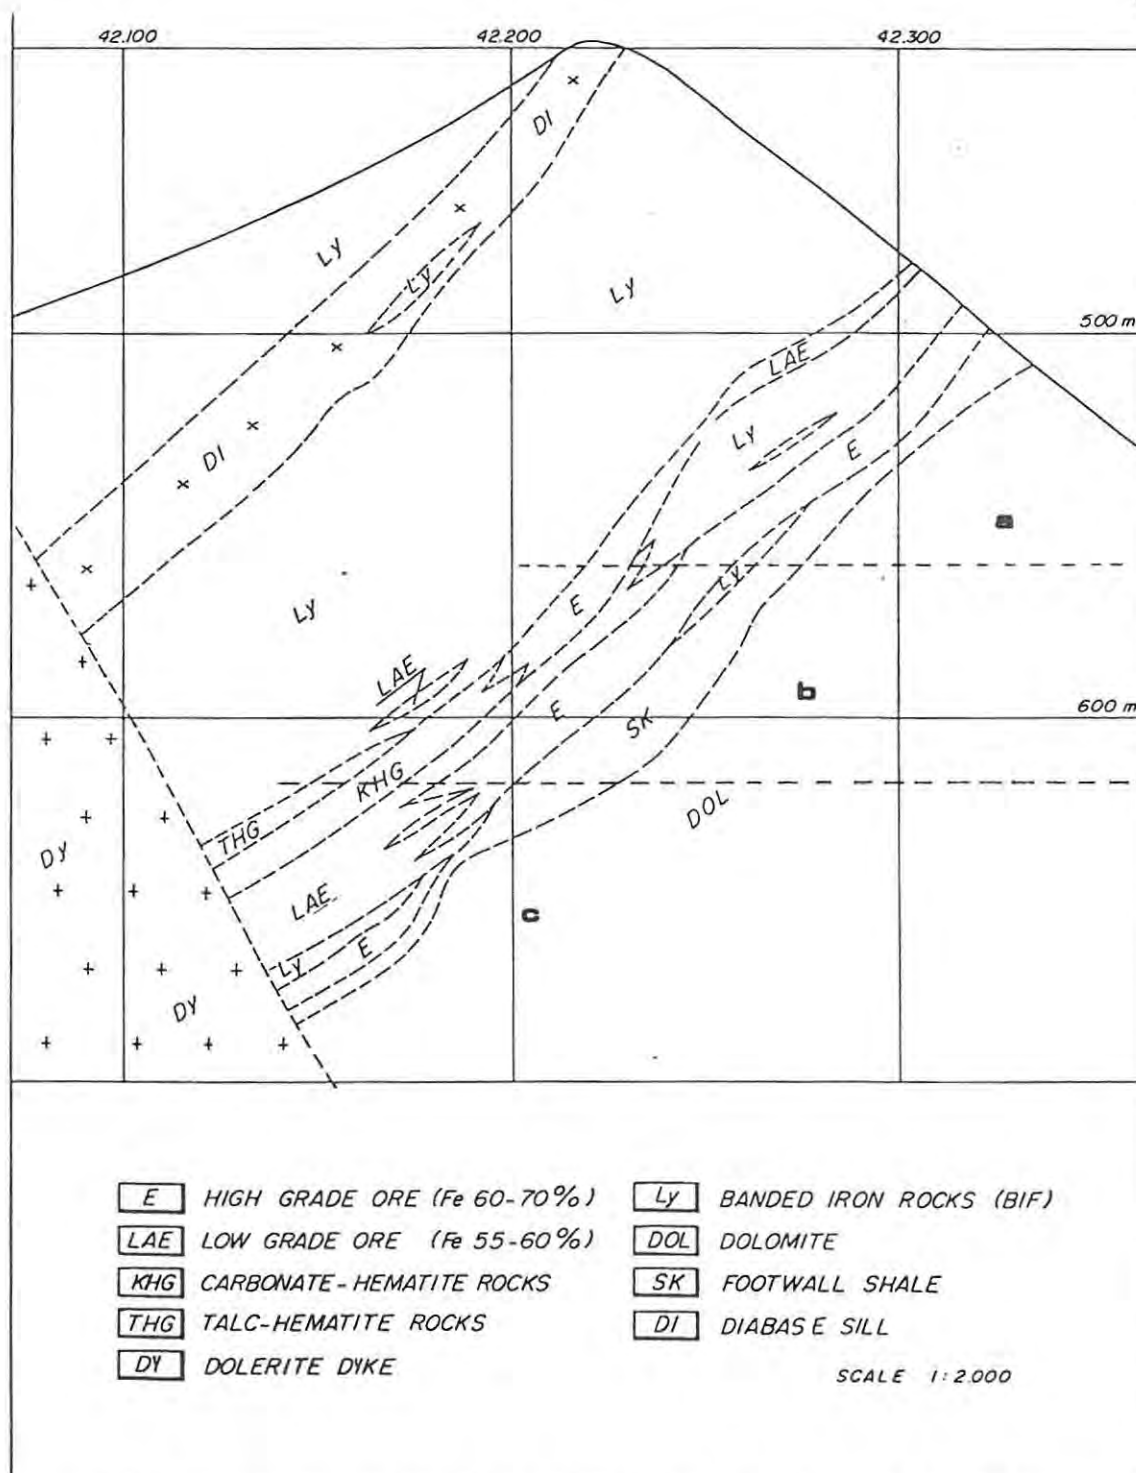 42.100 42.200 42.300
DI
Ly
Ly
Ly
500 m
LAE
Ly
E
DI
a
Ly
E
Ly
LAE
b
E
SK
600 m
KHG
DOL
THG
DY
LAE
c
E
Ly
DY
E HIGH GRADE ORE (Fe 60-70%)
LAE LOW GRADE ORE (Fe 55-60%)
KHG CARBONATE-HEMATITE ROCKS
THG TALC-HEMATITE ROCKS
DY DOLERITE DYKE
Ly BANDED IRON ROCKS (BIF)
DOL DOLOMITE
SK FOOTWALL SHALE
DI DIABASE SILL
SCALE 1:2.000